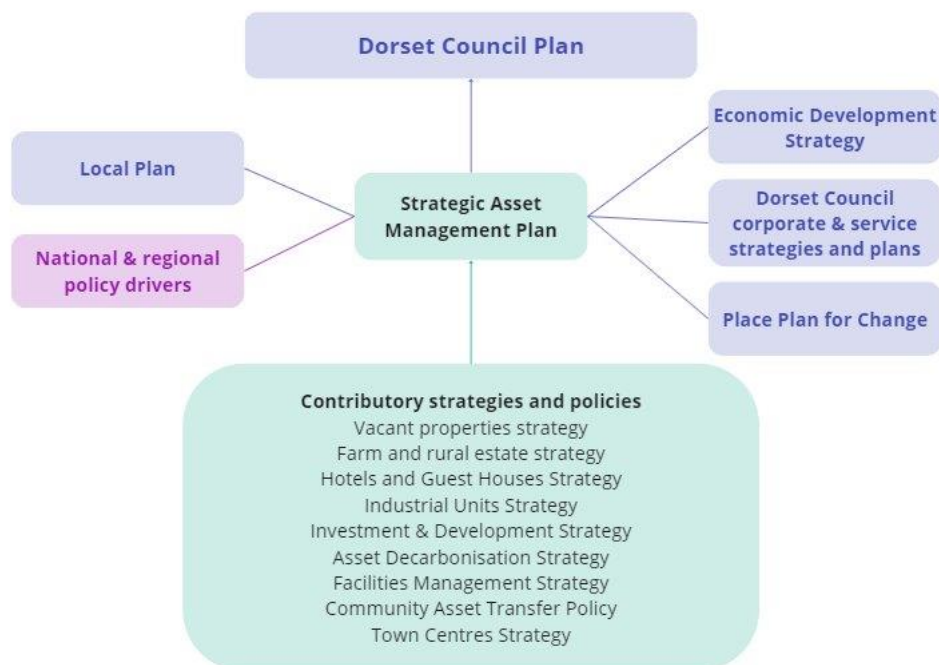 Dorset Council Plan
Economic Development
Strategy
Local Plan
Strategic Asset
Management Plan
Dorset Council
corporate & service
strategies and plans
National & regional
policy drivers
Place Plan for Change
Contributory strategies and policies
Vacant properties strategy
Farm and rural estate strategy
Hotels and Guest Houses Strategy
Industrial Units Strategy
Investment & Development Strategy
Asset Decarbonisation Strategy
Facilities Management Strategy
Community Asset Transfer Policy
Town Centres Strategy